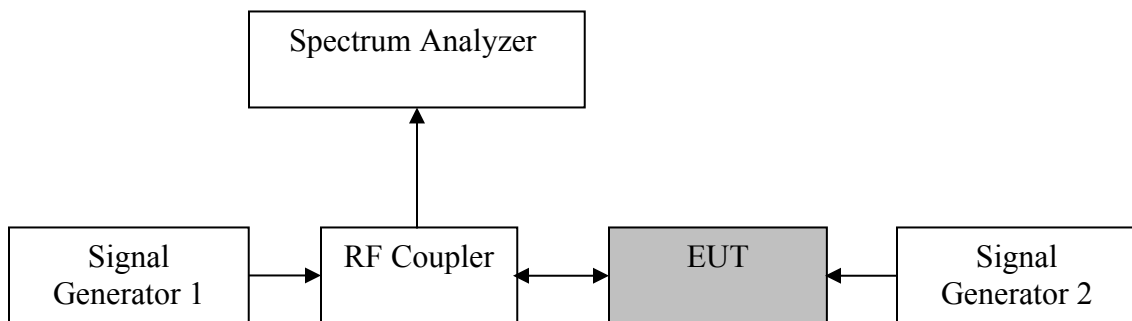 Spectrum Analyzer
Signal
Generator 1
RF Coupler
EUT
Signal
Generator 2